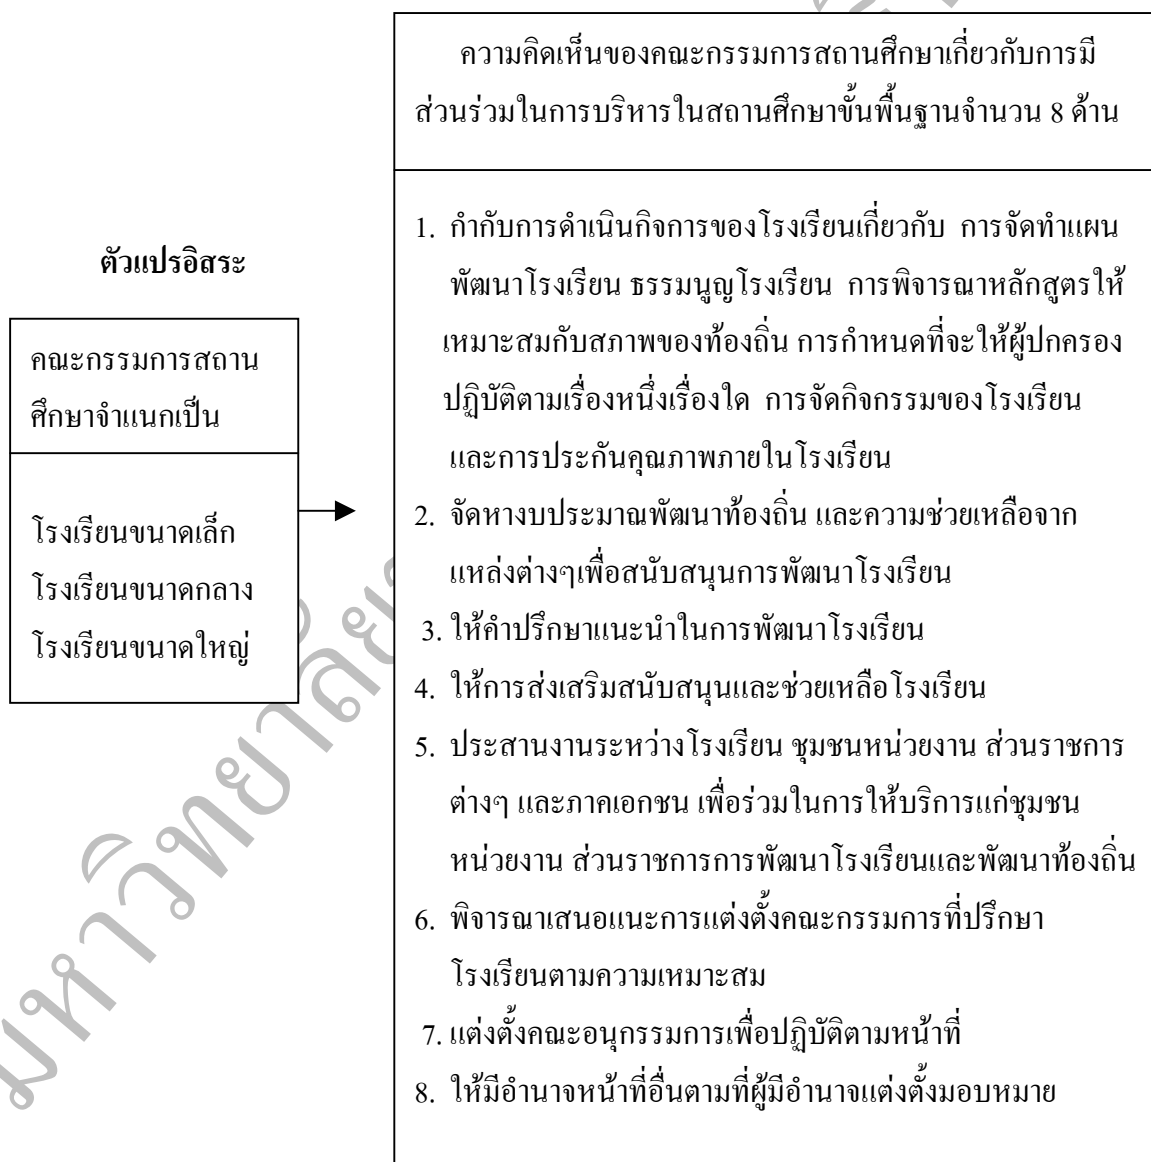 ตัวแปรอิสระ
คณะกรรมการสถาน
ศึกษาจำแนกเป็น
โรงเรียนขนาดเล็ก
โรงเรียนขนาดกลาง
โรงเรียนขนาดใหญ่
ความคิดเห็นของคณะกรรมการสถานศึกษาเกี่ยวกับการมี
ส่วนร่วมในการบริหารในสถานศึกษาขั้นพื้นฐานจำนวน 8 ด้าน
1. กำกับการดำเนินกิจการของโรงเรียนเกี่ยวกับ การจัดทำแผน
พัฒนาโรงเรียน ธรรมนูญโรงเรียน การพิจารณาหลักสูตรให้
เหมาะสมกับสภาพของท้องถิ่น การกำหนดที่จะให้ผู้ปกครอง
ปฏิบัติตามเรื่องหนึ่งเรื่องใด การจัดกิจกรรมของโรงเรียน
และการประกันคุณภาพภายในโรงเรียน
2. จัดหางบประมาณพัฒนาท้องถิ่น และความช่วยเหลือจาก
แหล่งต่างๆเพื่อสนับสนุนการพัฒนาโรงเรียน
3. ให้คำปรึกษาแนะนำในการพัฒนาโรงเรียน
4. ให้การส่งเสริมสนับสนุนและช่วยเหลือโรงเรียน
5. ประสานงานระหว่างโรงเรียน ชุมชนหน่วยงาน ส่วนราชการ
ต่างๆ และภาคเอกชน เพื่อร่วมในการให้บริการแก่ชุมชน
หน่วยงาน ส่วนราชการการพัฒนาโรงเรียนและพัฒนาท้องถิ่น
6. พิจารณาเสนอแนะการแต่งตั้งคณะกรรมการที่ปรึกษา
โรงเรียนตามความเหมาะสม
7. แต่งตั้งคณะอนุกรรมการเพื่อปฏิบัติตามหน้าที่
8. ให้มีอำนาจหน้าที่อื่นตามที่ผู้มีอำนาจแต่งตั้งมอบหมาย
มหาวิทยาลัย